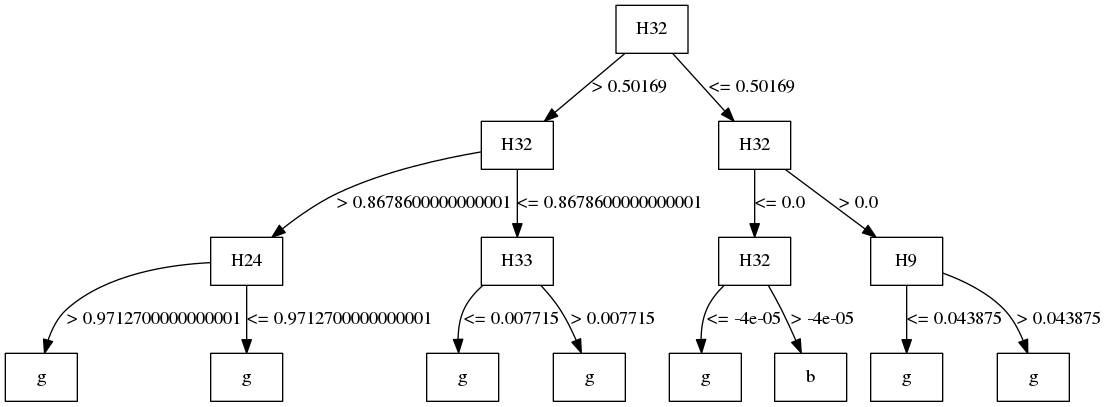 H32
> 0.50169
<= 0.50169
H32
H32
> 0.8678600000000001
<= 0.8678600000000001
<= 0.0
> 0.0
H24
H33
H32
H9
> 0.9712700000000001
<= 0.9712700000000001
<= 0.007715
> 0.007715
<= -4e-05
> -4e-05
<= 0.043875
> 0.043875
g
g
g
g
g
b
g
g